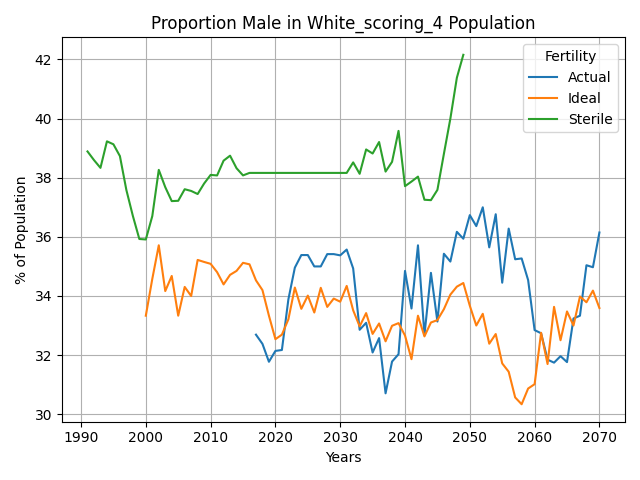 Proportion Male in White_scoring_4 Population
% of Population
42
40
38
36
34
32
30
Fertility
Actual
Ideal
Sterile
1990 2000 2010 2020 2030 2040 2050 2060 2070
Years